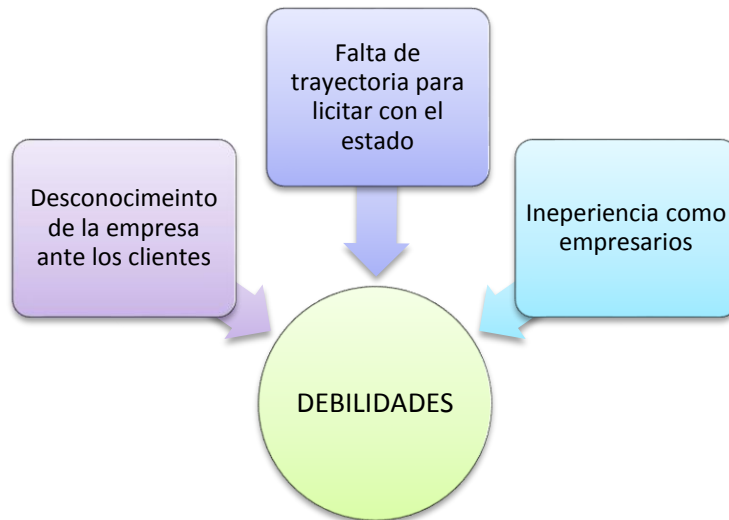 Falta de
trayectoria para
licitar con el
estado
Desconocimeinto
de la empresa
ante los clientes
Ineperiencia como
empresarios
DEBILIDADES